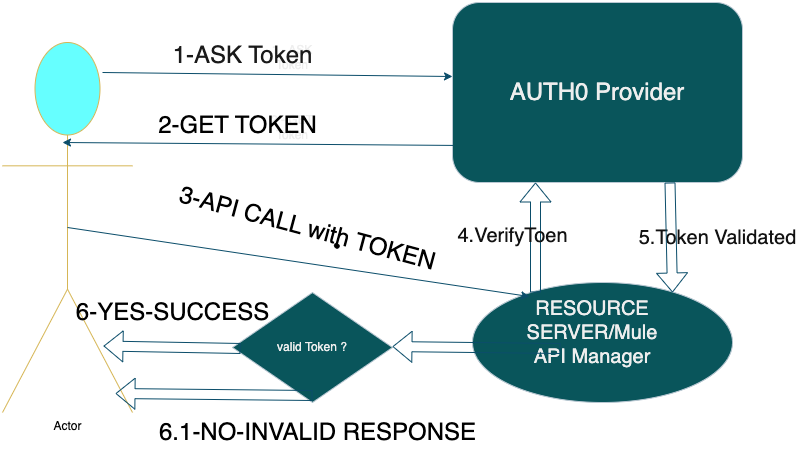 1-ASK Token
AUTH0 Provider
2-GET TOKEN
3-API CALL with TOKEN
4.VerifyToen
5.Token Validated
6-YES-SUCCESS
RESOURCE
SERVER/Mule
API Manager
valid Token ?
Actor
6.1-NO-INVALID RESPONSE